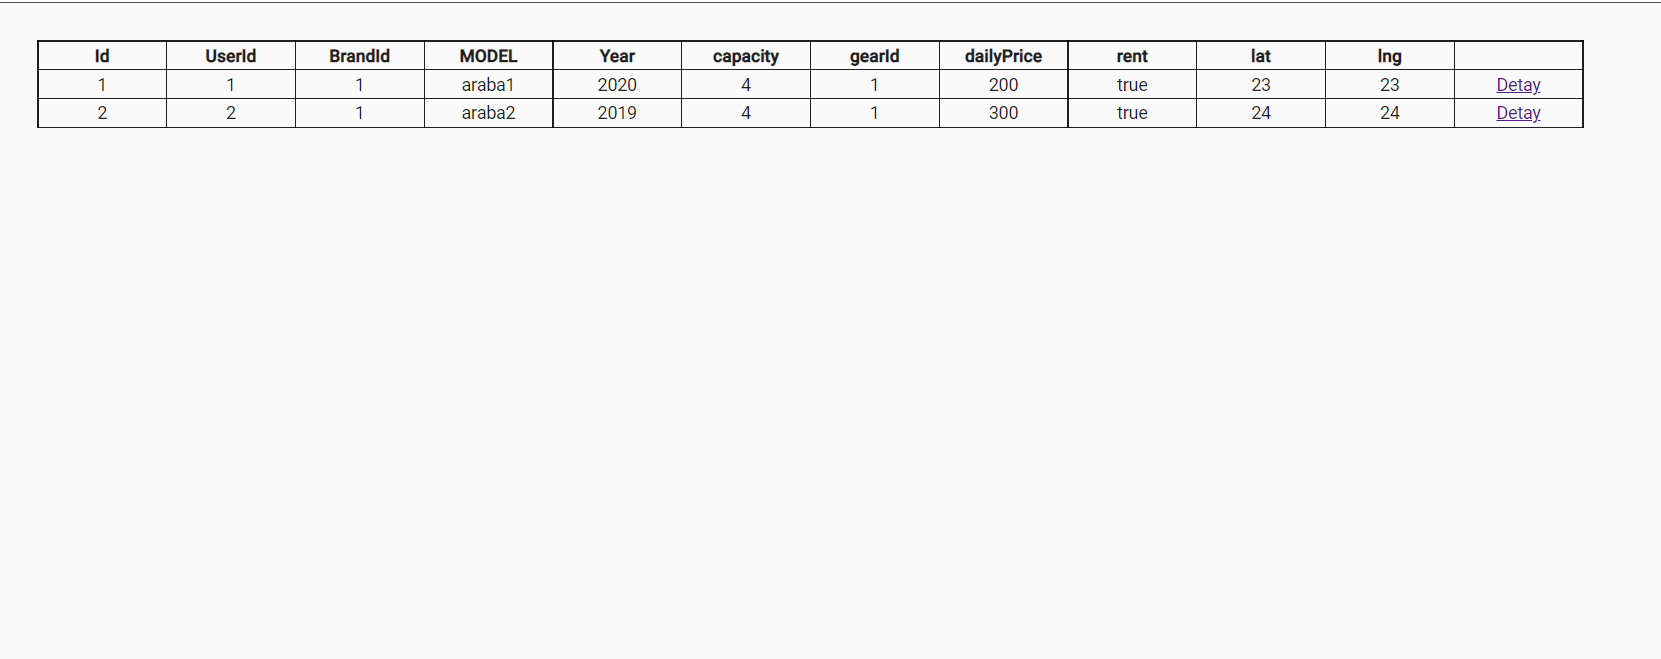 Id UserId BrandId MODEL Year capacity gearId dailyPrice rent lat lng
1 1 1 araba1 2020 4 1 200 true 23 23 Detay
2 2 1 araba2 2019 4 1 300 true 24 24 Detay